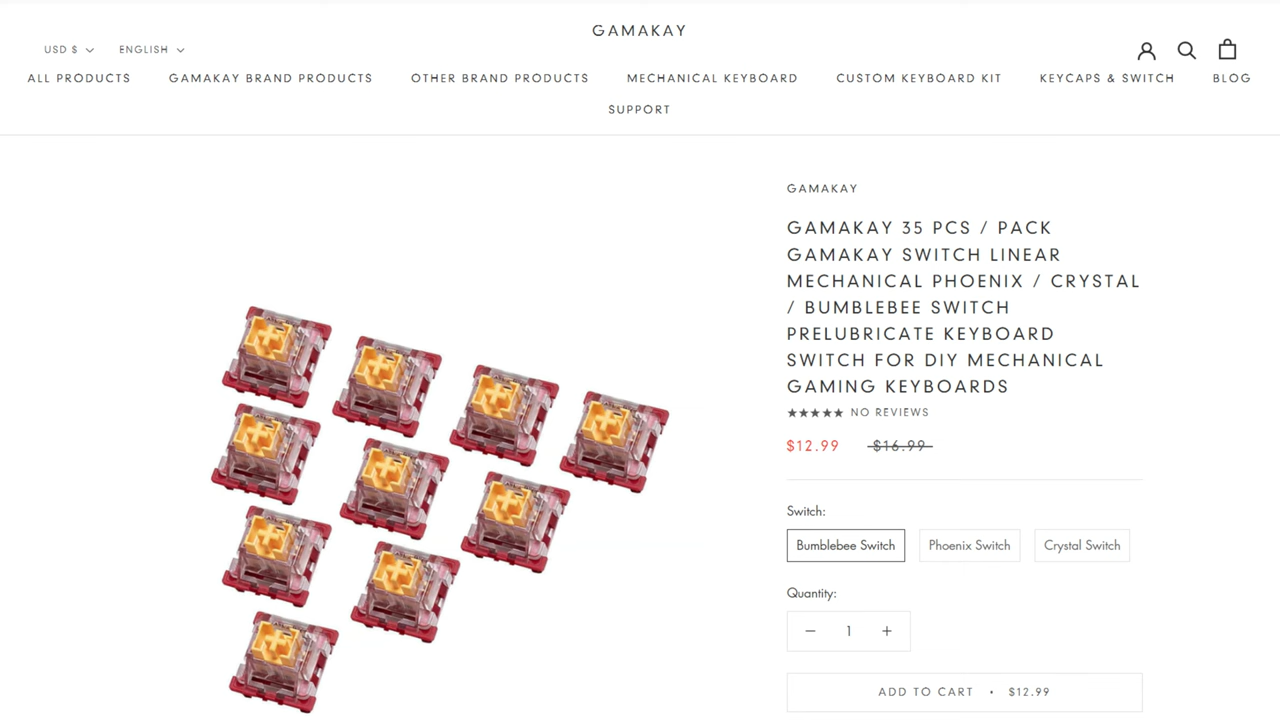 GAMAKAY
USD $ ENGLISH
ALL PRODUCTS GAMAKAY BRAND PRODUCTS OTHER BRAND PRODUCTS MECHANICAL KEYBOARD CUSTOM KEYBOARD KIT KEYCAPS & SWITCH BLOG
SUPPORT
GAMAKAY
GAMAKAY 35 PCS / PACK
GAMAKAY SWITCH LINEAR
MECHANICAL PHOENIX / CRYSTAL
/ BUMBLEBEE SWITCH
PRELUBRICATE KEYBOARD
SWITCH FOR DIY MECHANICAL
GAMING KEYBOARDS
★★★★★ NO REVIEWS
$12.99 $16.99
Switch:
Bumblebee Switch Phoenix Switch Crystal Switch
Quantity:
− 1 +
ADD TO CART • $12.99